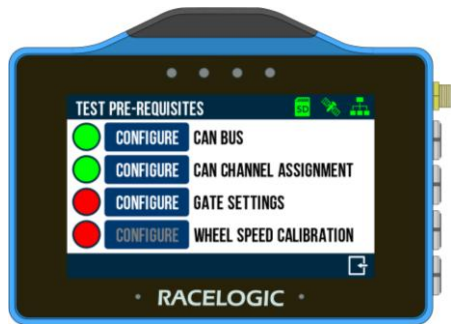 TEST PRE-REQUISITES SD
CONFIGURE CAN BUS
CONFIGURE CAN CHANNEL ASSIGNMENT
CONFIGURE GATE SETTINGS
CONFIGURE WHEEL SPEED CALIBRATION
RACELOGIC